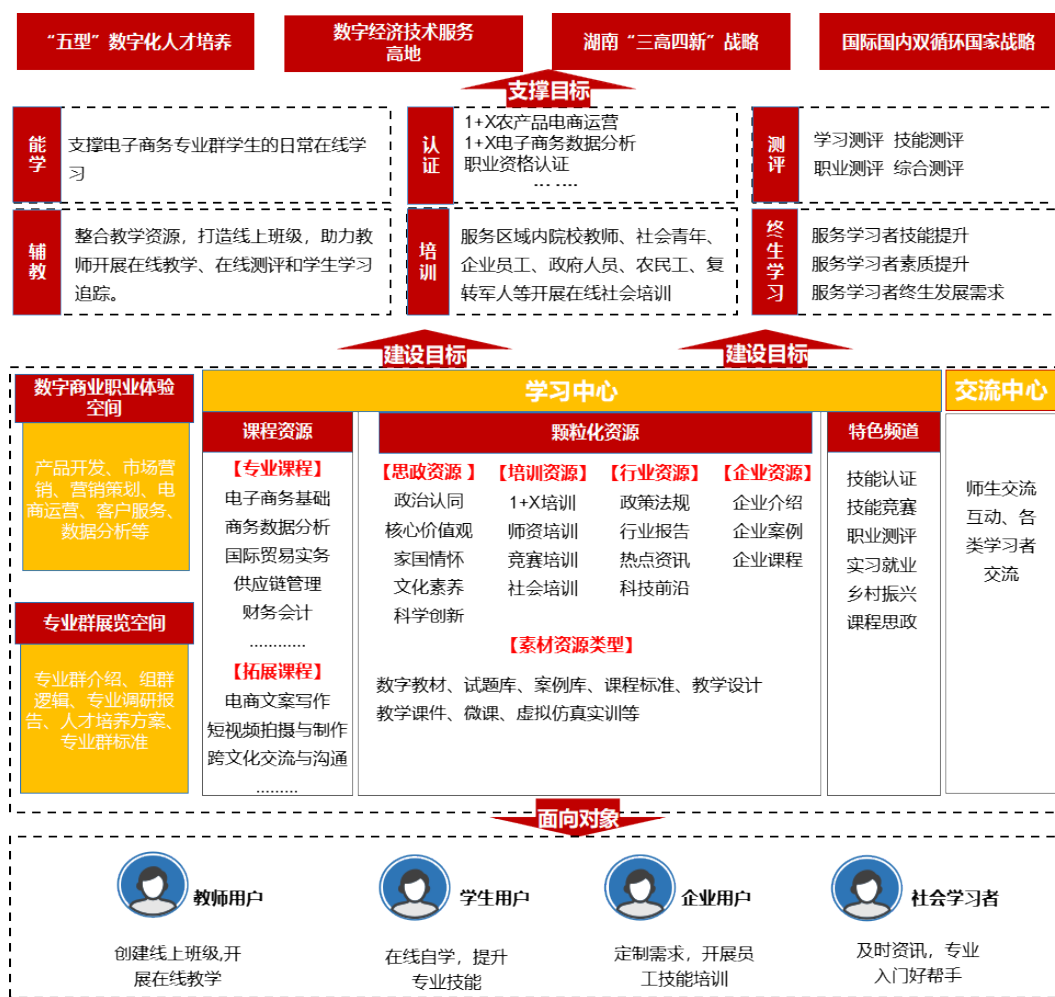 “五型”数字化人才培养
数字经济技术服务
高地
湖南“三高四新”战略
国际国内双循环国家战略
支撑目标
能学
支撑电子商务专业群学生的日常在线学
习
认证
1+X农产品电商运营
1+X电子商务数据分析
职业资格认证
... ....
测评
学习测评 技能测评
职业测评 综合测评
辅教
整合教学资源，打造线上班级，助力教
师开展在线教学、在线测评和学生学习
追踪。
培训
服务区域内院校教师、社会青年、
企业员工、政府人员、农民工、复
转军人等开展在线社会培训
终生学习
服务学习者技能提升
服务学习者素质提升
服务学习者终生发展需求
建设目标
建设目标
数字商业职业体验
空间
产品开发、市场营
销、营销策划、电
商运营、客户服务、
数据分析等
专业群展览空间
专业群介绍、组群
逻辑、专业调研报
告、人才培养方案、
专业群标准
学习中心
课程资源
【专业课程】
电子商务基础
商务数据分析
国际贸易实务
供应链管理
财务会计
............
【拓展课程】
电商文案写作
短视频拍摄与制作
跨文化交流与沟通
.........
颗粒化资源
【思政资源 】
政治认同
核心价值观
家国情怀
文化素养
科学创新
【培训资源】
1+X培训
师资培训
竞赛培训
社会培训
【行业资源】
政策法规
行业报告
热点资讯
科技前沿
【企业资源】
企业介绍
企业案例
企业课程
【素材资源类型】
数字教材、试题库、案例库、课程标准、教学设计
教学课件、微课、虚拟仿真实训等
特色频道
技能认证
技能竞赛
职业测评
实习就业
乡村振兴
课程思政
交流中心
师生交流
互动、各
类学习者
交流
面向对象
教师用户
创建线上班级,开
展在线教学
学生用户
在线自学，提升
专业技能
企业用户
定制需求，开展员
工技能培训
社会学习者
及时资讯，专业
入门好帮手